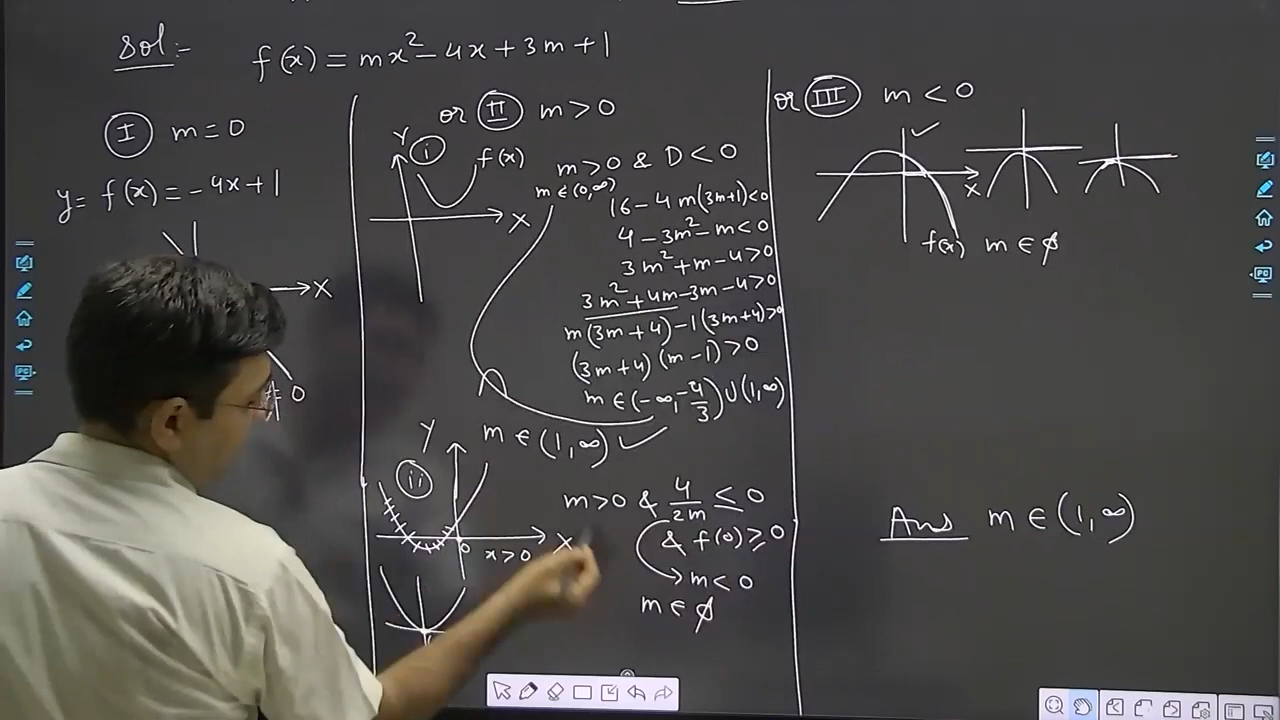 Sol:- f(x) = mx² - 4x + 3m + 1
I m = 0
y = f(x) = -4x + 1
X
= 0
or II m > 0
i
Y
f(x)
X
m > 0 & D < 0
m ∈ (0, ∞)
16 - 4m(3m+1) < 0
4 - 3m² - m < 0
3m² + m - 4 > 0
3m² + 4m - 3m - 4 > 0
m(3m+4) - 1(3m+4) > 0
(3m+4)(m-1) > 0
m ∈ (-∞, -4/3) ∪ (1, ∞)
m ∈ (1, ∞) ✓
ii
Y
X
0
x > 0
m > 0 & 4/2m ≤ 0
& f(0) ≥ 0
→ m < 0
m ∈ ϕ
or III m < 0
✓
X
f(x) m ∈ ϕ
Ans m ∈ (1, ∞)
PC
PC